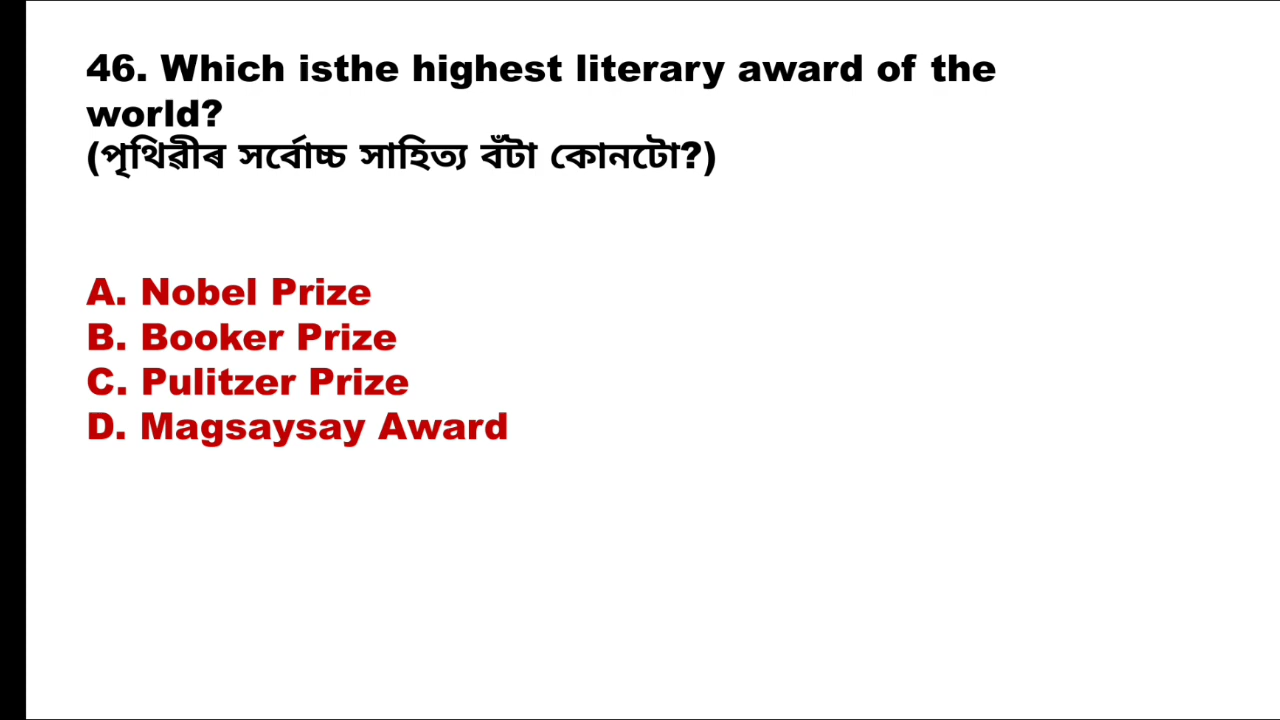 46. Which isthe highest literary award of the
world?
(পৃথিৱীৰ সৰ্বোচ্চ সাহিত্য বঁটা কোনটো?)
A. Nobel Prize
B. Booker Prize
C. Pulitzer Prize
D. Magsaysay Award